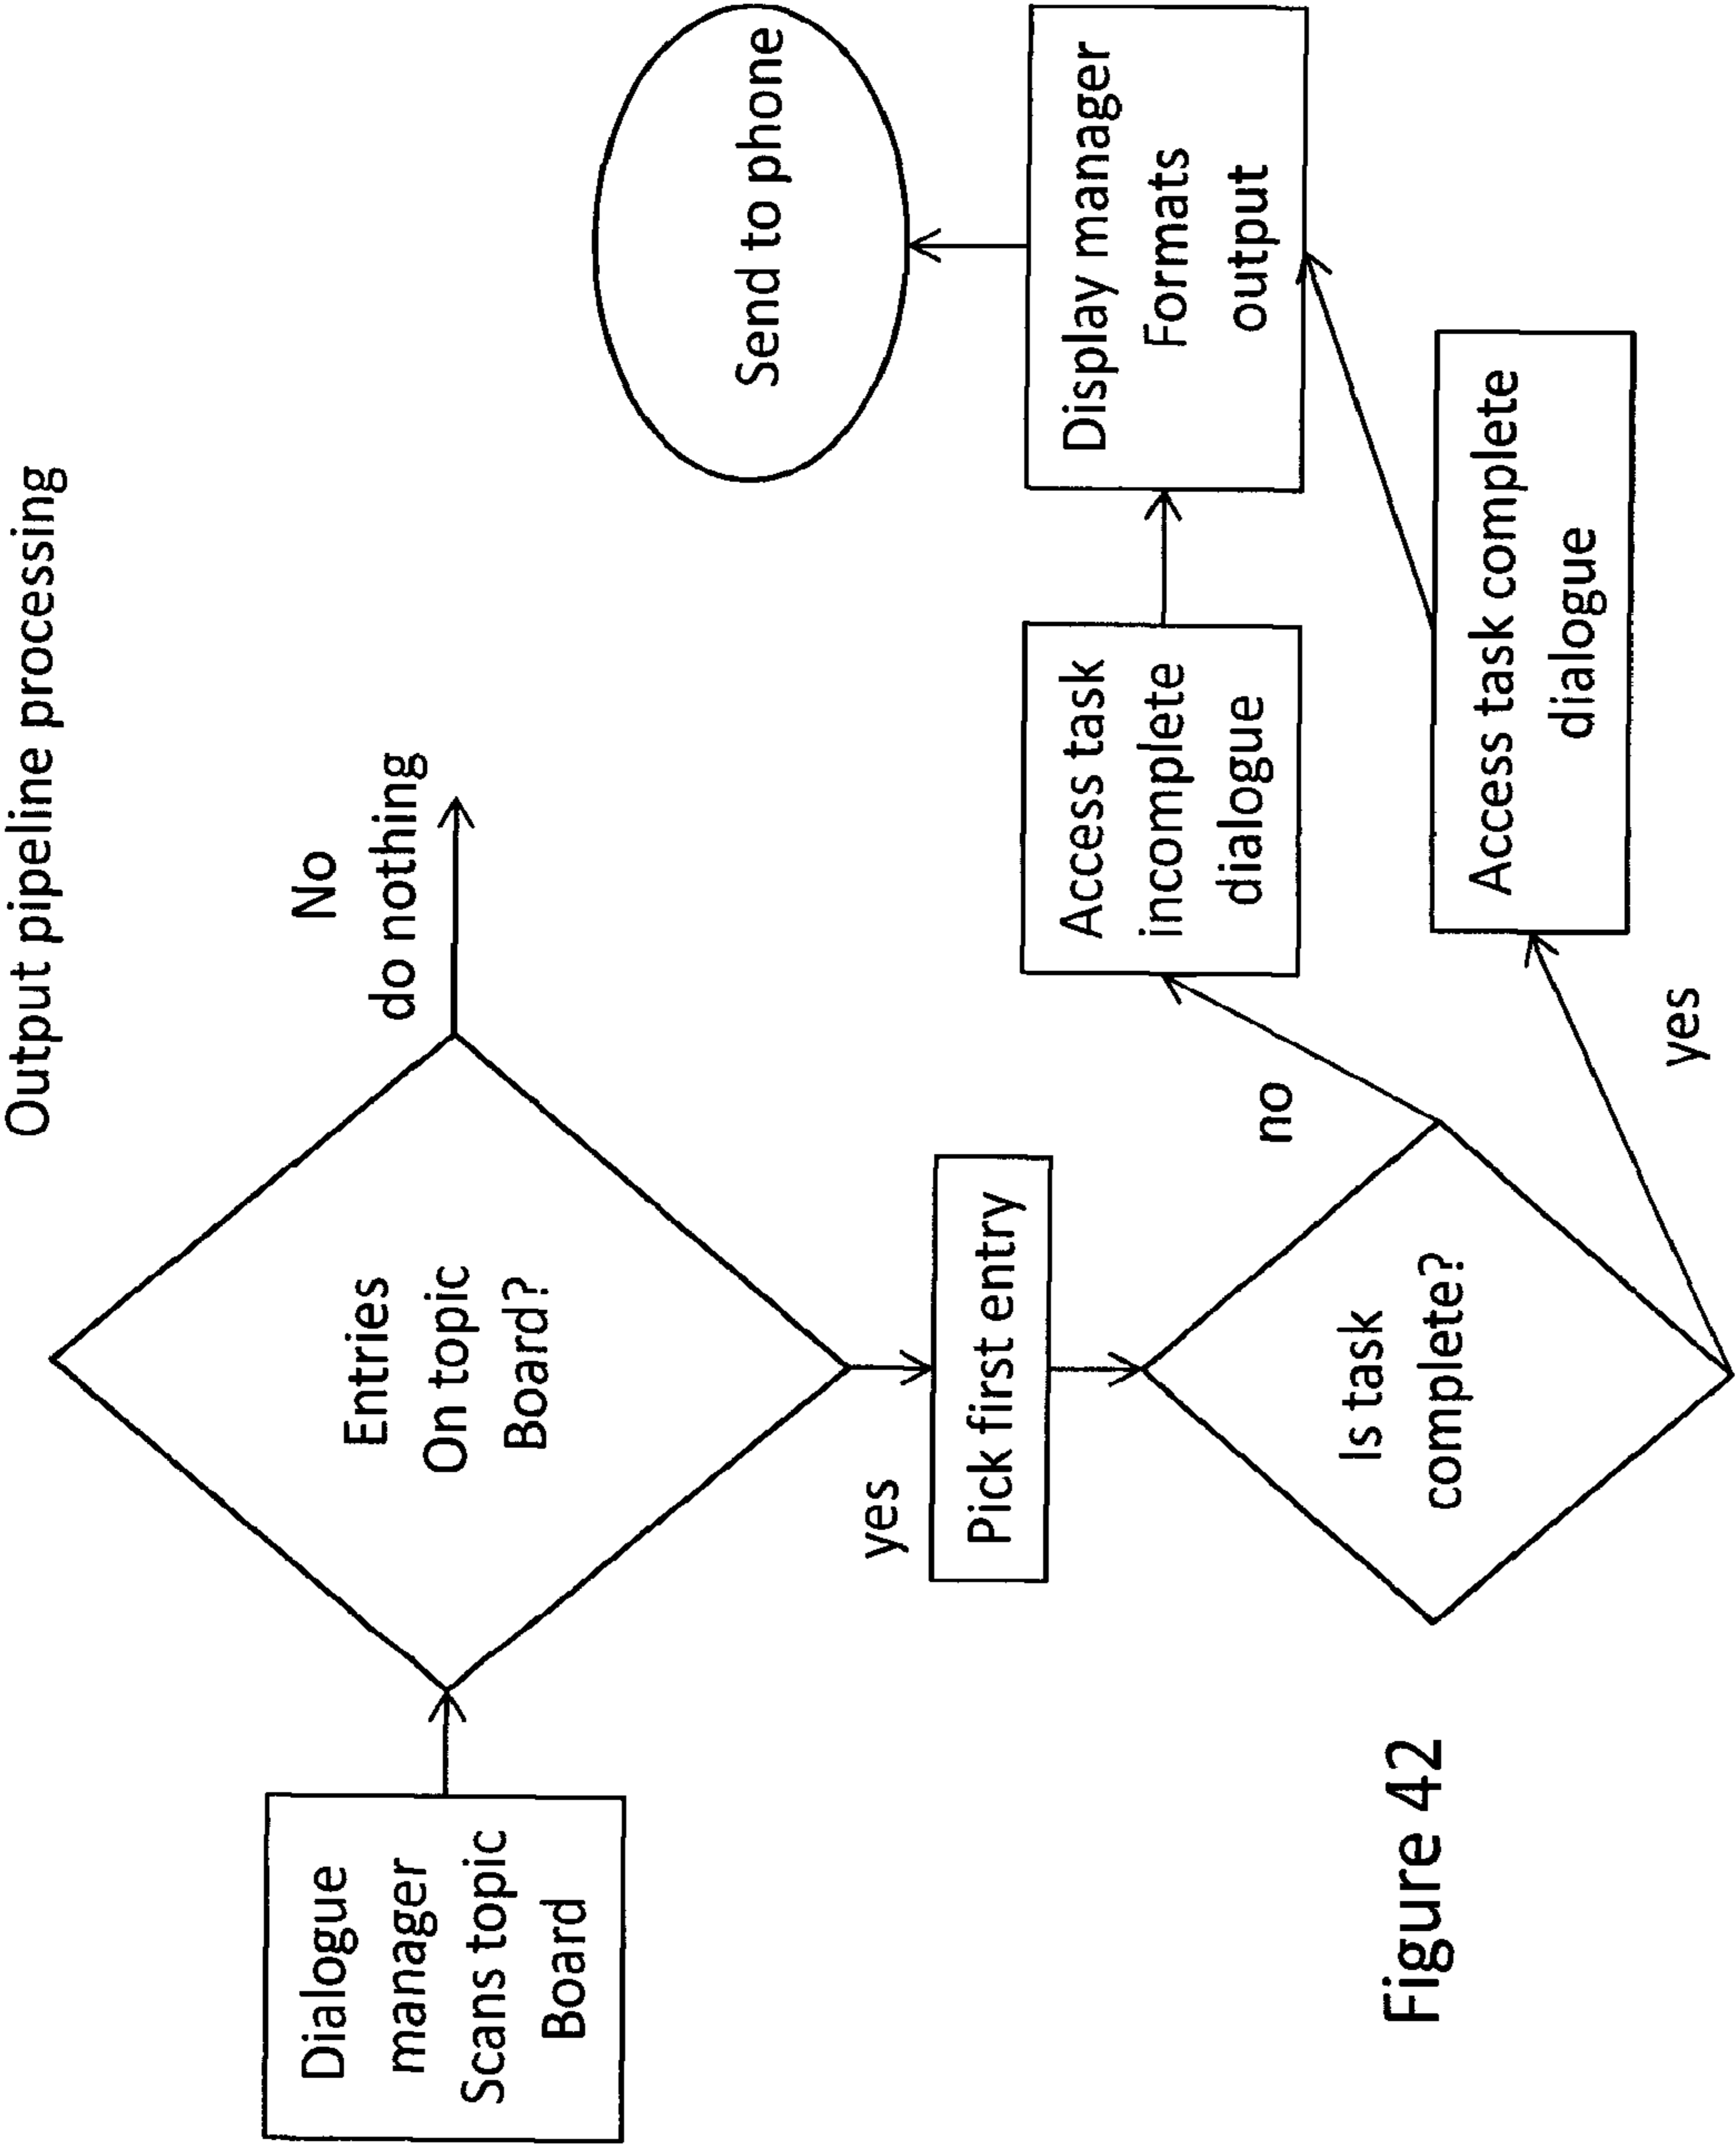 Output pipeline processing
Dialogue
manager
Scans topic
Board
Entries
On topic
Board?
No
do nothing
yes
Pick first entry
Is task
complete?
no
yes
Access task
incomplete
dialogue
Access task complete
dialogue
Display manager
Formats
output
Send to phone
Figure 42